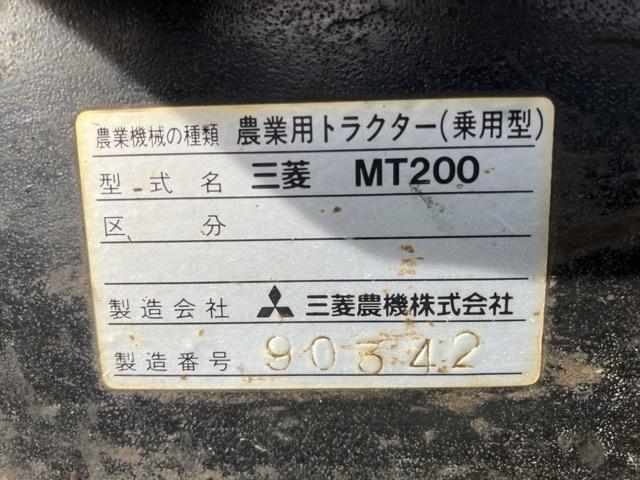 農業機械の種類 農業用トラクター(乗用型)
型式名 三菱 MT200
区分
製造会社 三菱農機株式会社
製造番号 90342